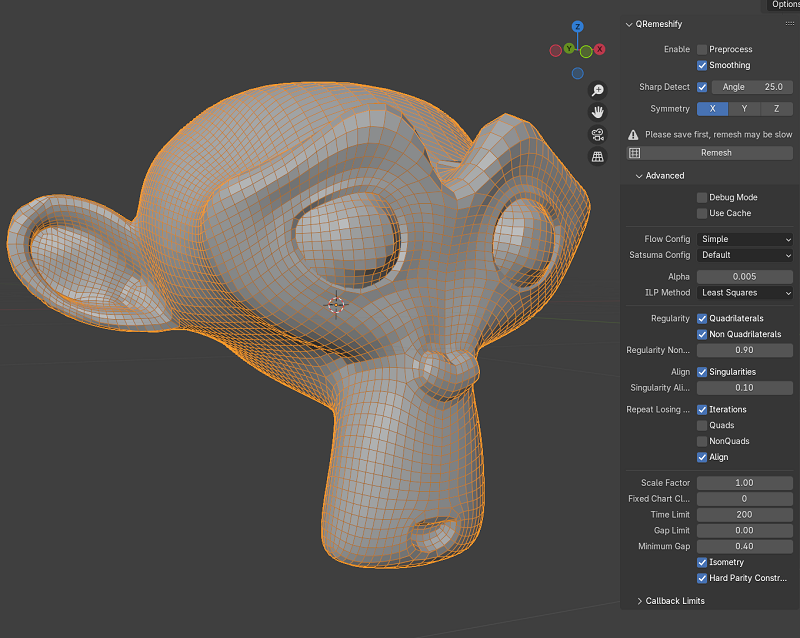 Options
Z
Y
X
QRemeshify
Enable Preprocess
Smoothing
Sharp Detect Angle 25.0
Symmetry X Y Z
Please save first, remesh may be slow
Remesh
Advanced
Debug Mode
Use Cache
Flow Config Simple
Satsuma Config Default
Alpha 0.005
ILP Method Least Squares
Regularity Quadrilaterals
Non Quadrilaterals
Regularity Non... 0.90
Align Singularities
Singularity Ali... 0.10
Repeat Losing ... Iterations
Quads
NonQuads
Align
Scale Factor 1.00
Fixed Chart Cl... 0
Time Limit 200
Gap Limit 0.00
Minimum Gap 0.40
Isometry
Hard Parity Constr...
Callback Limits